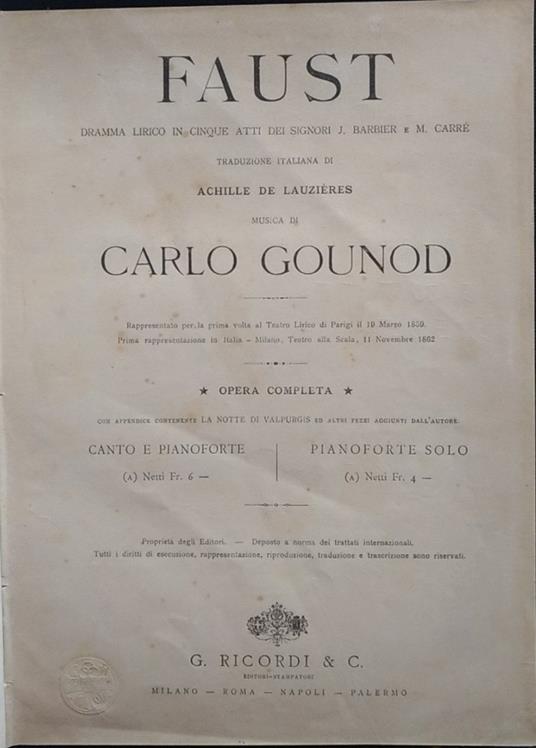 FAUST
DRAMMA LIRICO IN CINQUE ATTI DEI SIGNORI J. BARBIER E M. CARRÉ
TRADUZIONE ITALIANA DI
ACHILLE DE LAUZIÈRES
MUSICA DI
CARLO GOUNOD
Rappresentato per la prima volta al Teatro Lirico di Parigi il 19 Marzo 1859.
Prima rappresentazione in Italia - Milano, Teatro alla Scala, 11 Novembre 1862
★ OPERA COMPLETA ★
CON APPENDICE CONTENENTE LA NOTTE DI VALPURGIS ED ALTRI PEZZI AGGIUNTI DALL'AUTORE.
CANTO E PIANOFORTE
(A) Netti Fr. 6 —
PIANOFORTE SOLO
(A) Netti Fr. 4 —
Proprietà degli Editori. — Deposto a norma dei trattati internazionali.
Tutti i diritti di esecuzione, rappresentazione, riproduzione, traduzione e trascrizione sono riservati.
G. RICORDI & C.
EDITORI-STAMPATORI
MILANO — ROMA — NAPOLI — PALERMO